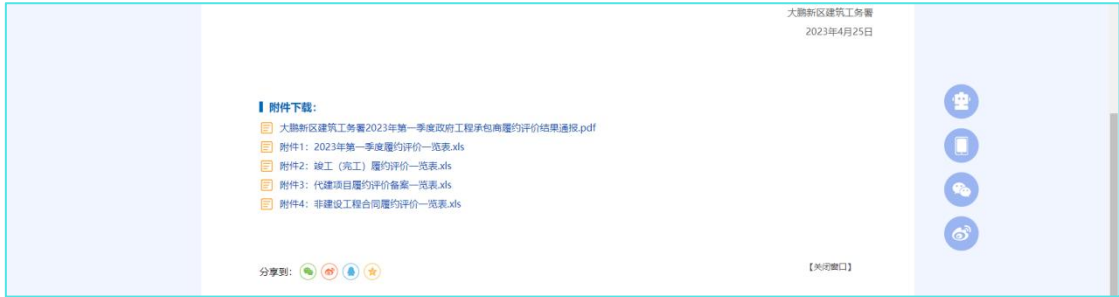 大鹏新区建筑工务署
2023年4月25日
附件下载：
大鹏新区建筑工务署2023年第一季度政府工程承包商履约评价结果通报.pdf
附件1：2023年第一季度履约评价一览表.xls
附件2：竣工（完工）履约评价一览表.xls
附件3：代建项目履约评价备案一览表.xls
附件4：非建设工程合同履约评价一览表.xls
分享到：
【关闭窗口】